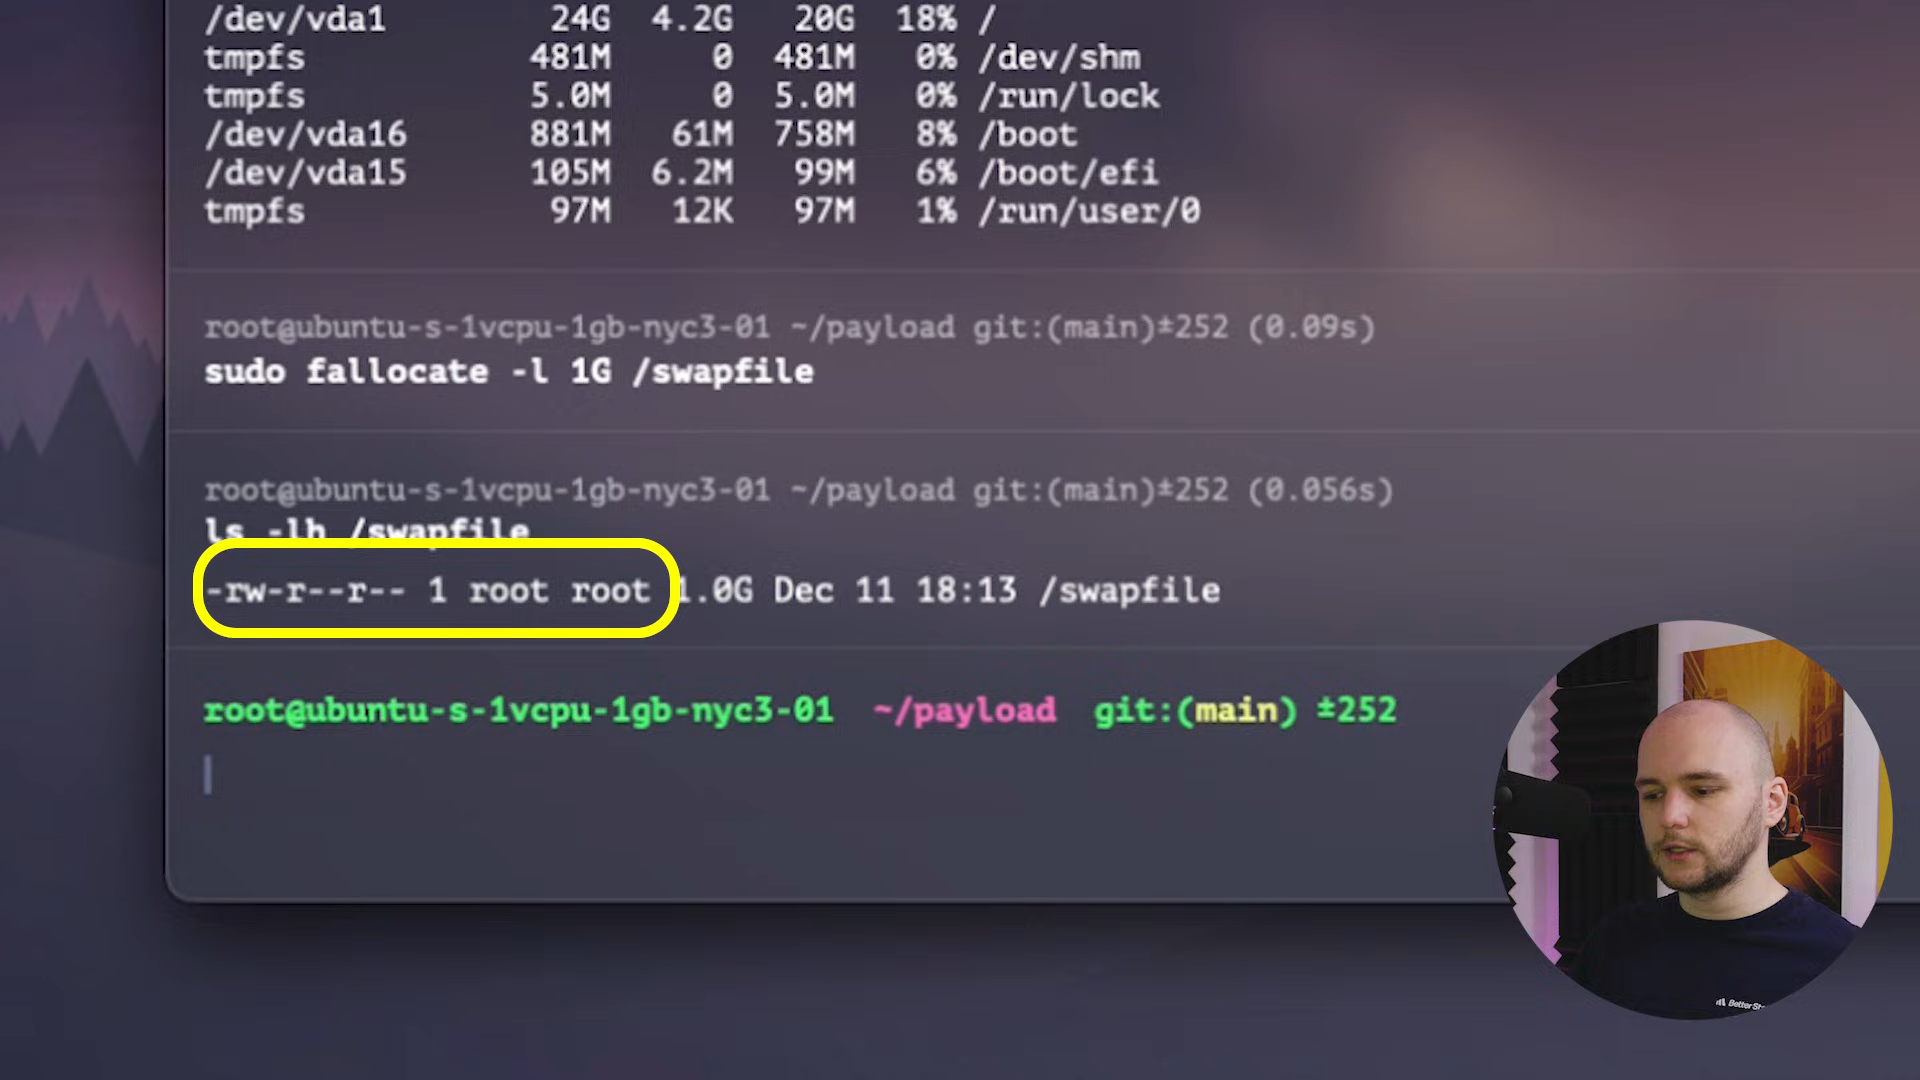 /dev/vda1 24G 4.2G 20G 18% /
tmpfs 481M 0 481M 0% /dev/shm
tmpfs 5.0M 0 5.0M 0% /run/lock
/dev/vda16 881M 61M 758M 8% /boot
/dev/vda15 105M 6.2M 99M 6% /boot/efi
tmpfs 97M 12K 97M 1% /run/user/0
root@ubuntu-s-1vcpu-1gb-nyc3-01 ~/payload git:(main)±252 (0.09s)
sudo fallocate -l 1G /swapfile
root@ubuntu-s-1vcpu-1gb-nyc3-01 ~/payload git:(main)±252 (0.056s)
ls -lh /swapfile
-rw-r--r-- 1 root root 1.0G Dec 11 18:13 /swapfile
root@ubuntu-s-1vcpu-1gb-nyc3-01 ~/payload git:(main) ±252
Better